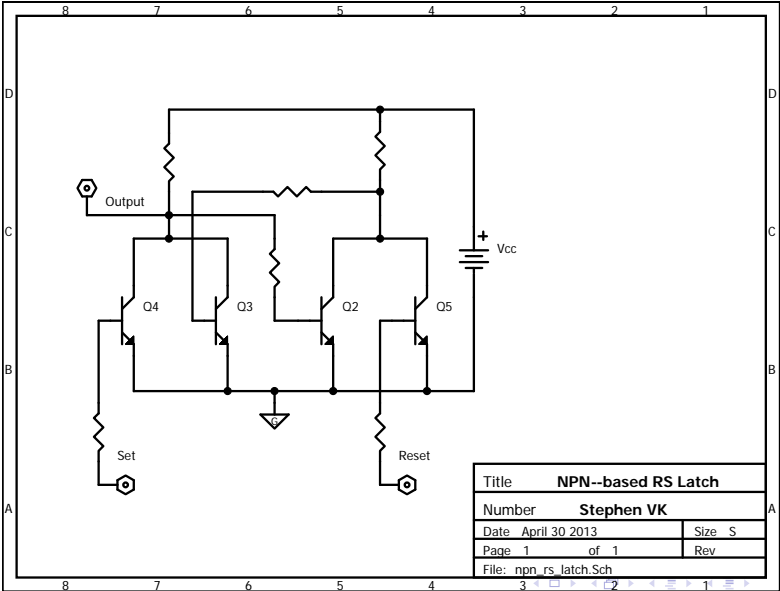 8 7 6 5 4 3 2 1
D D
Output
C C
Vcc
Q4 Q3 Q2 Q5
B B
G
Set Reset
Title NPN--based RS Latch
Number Stephen VK
A A
Date April 30 2013 Size S
Page 1 of 1 Rev
File: npn_rs_latch.Sch
8 7 6 5 4 3 2 1